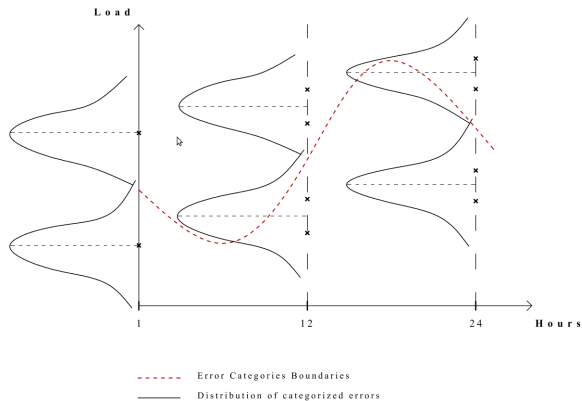 Load
1
12
24
Hours
Error Categories Boundaries
Distribution of categorized errors